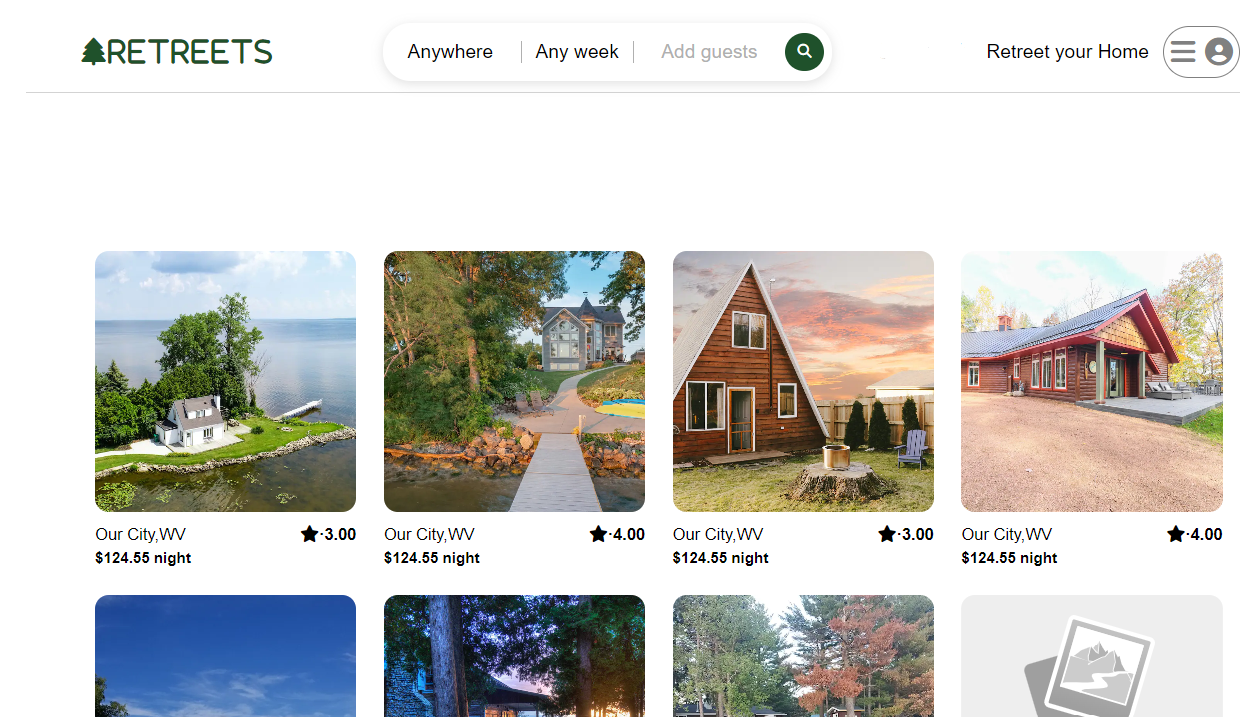 RETREETS
Anywhere
Any week
Add guests
Retreet your Home
Our City,WV
·3.00
$124.55 night
Our City,WV
·4.00
$124.55 night
Our City,WV
·3.00
$124.55 night
Our City,WV
·4.00
$124.55 night